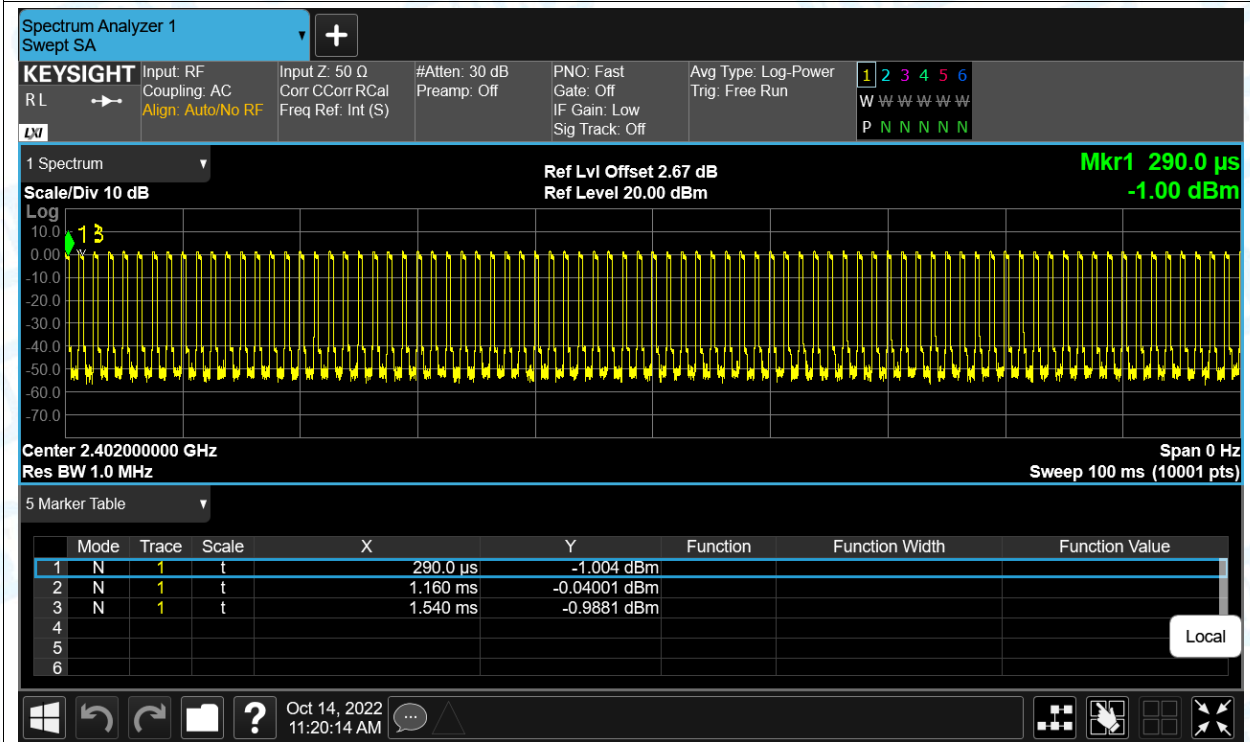 Spectrum Analyzer 1
Swept SA
+
KEYSIGHT Input: RF Input Z: 50 Ω #Atten: 30 dB PNO: Fast Avg Type: Log-Power 1 2 3 4 5 6
R L Coupling: AC Corr CCorr RCal Preamp: Off Gate: Off Trig: Free Run W W W W W W
Align: Auto/No RF Freq Ref: Int (S) IF Gain: Low
LXI Sig Track: Off P N N N N N
1 Spectrum Ref Lvl Offset 2.67 dB Mkr1 290.0 µs
Scale/Div 10 dB Ref Level 20.00 dBm -1.00 dBm
Log
10.0 1 3
0.00
-10.0
-20.0
-30.0
-40.0
-50.0
-60.0
-70.0
Center 2.402000000 GHz Span 0 Hz
Res BW 1.0 MHz Sweep 100 ms (10001 pts)
5 Marker Table
Mode Trace Scale X Y Function Function Width Function Value
1 N 1 t 290.0 µs -1.004 dBm
2 N 1 t 1.160 ms -0.04001 dBm
3 N 1 t 1.540 ms -0.9881 dBm
4
5
6
Local
? Oct 14, 2022
11:20:14 AM